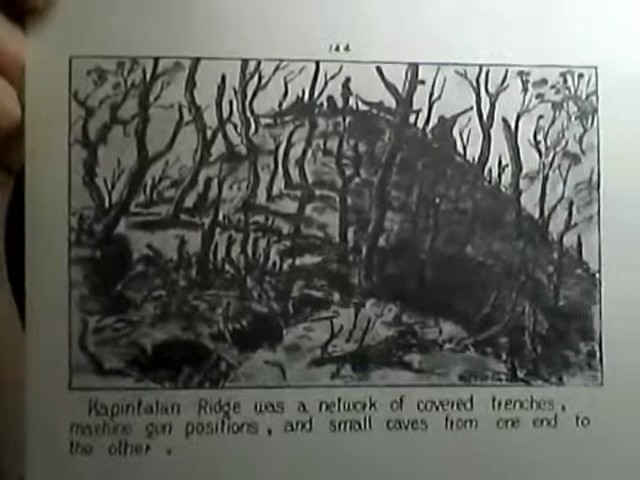 144
Kapintalan Ridge was a network of covered trenches,
machine gun positions, and small caves from one end to
the other.